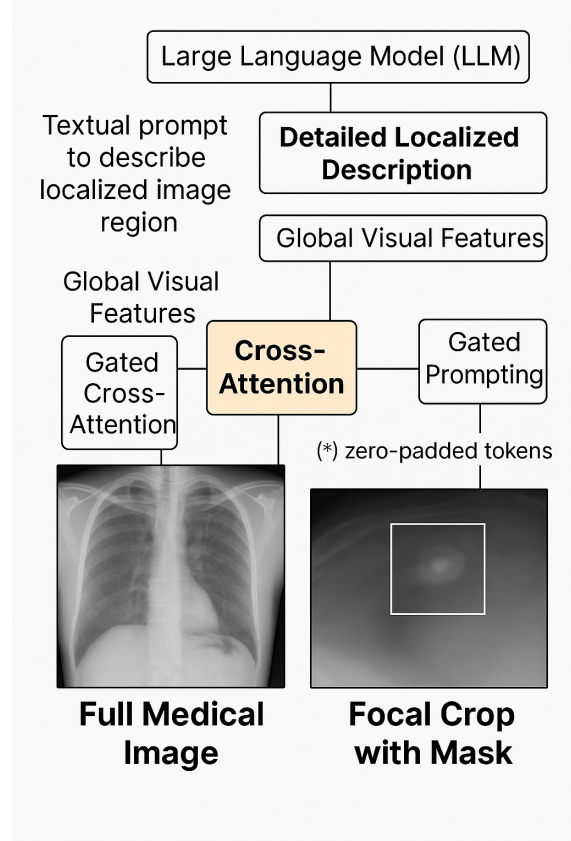 Large Language Model (LLM)
Textual prompt
to describe
localized image
region
Detailed Localized
Description
Global Visual Features
Global Visual
Features
Gated
Cross-
Attention
Cross-
Attention
Gated
Prompting
(*) zero-padded tokens
Full Medical
Image
Focal Crop
with Mask